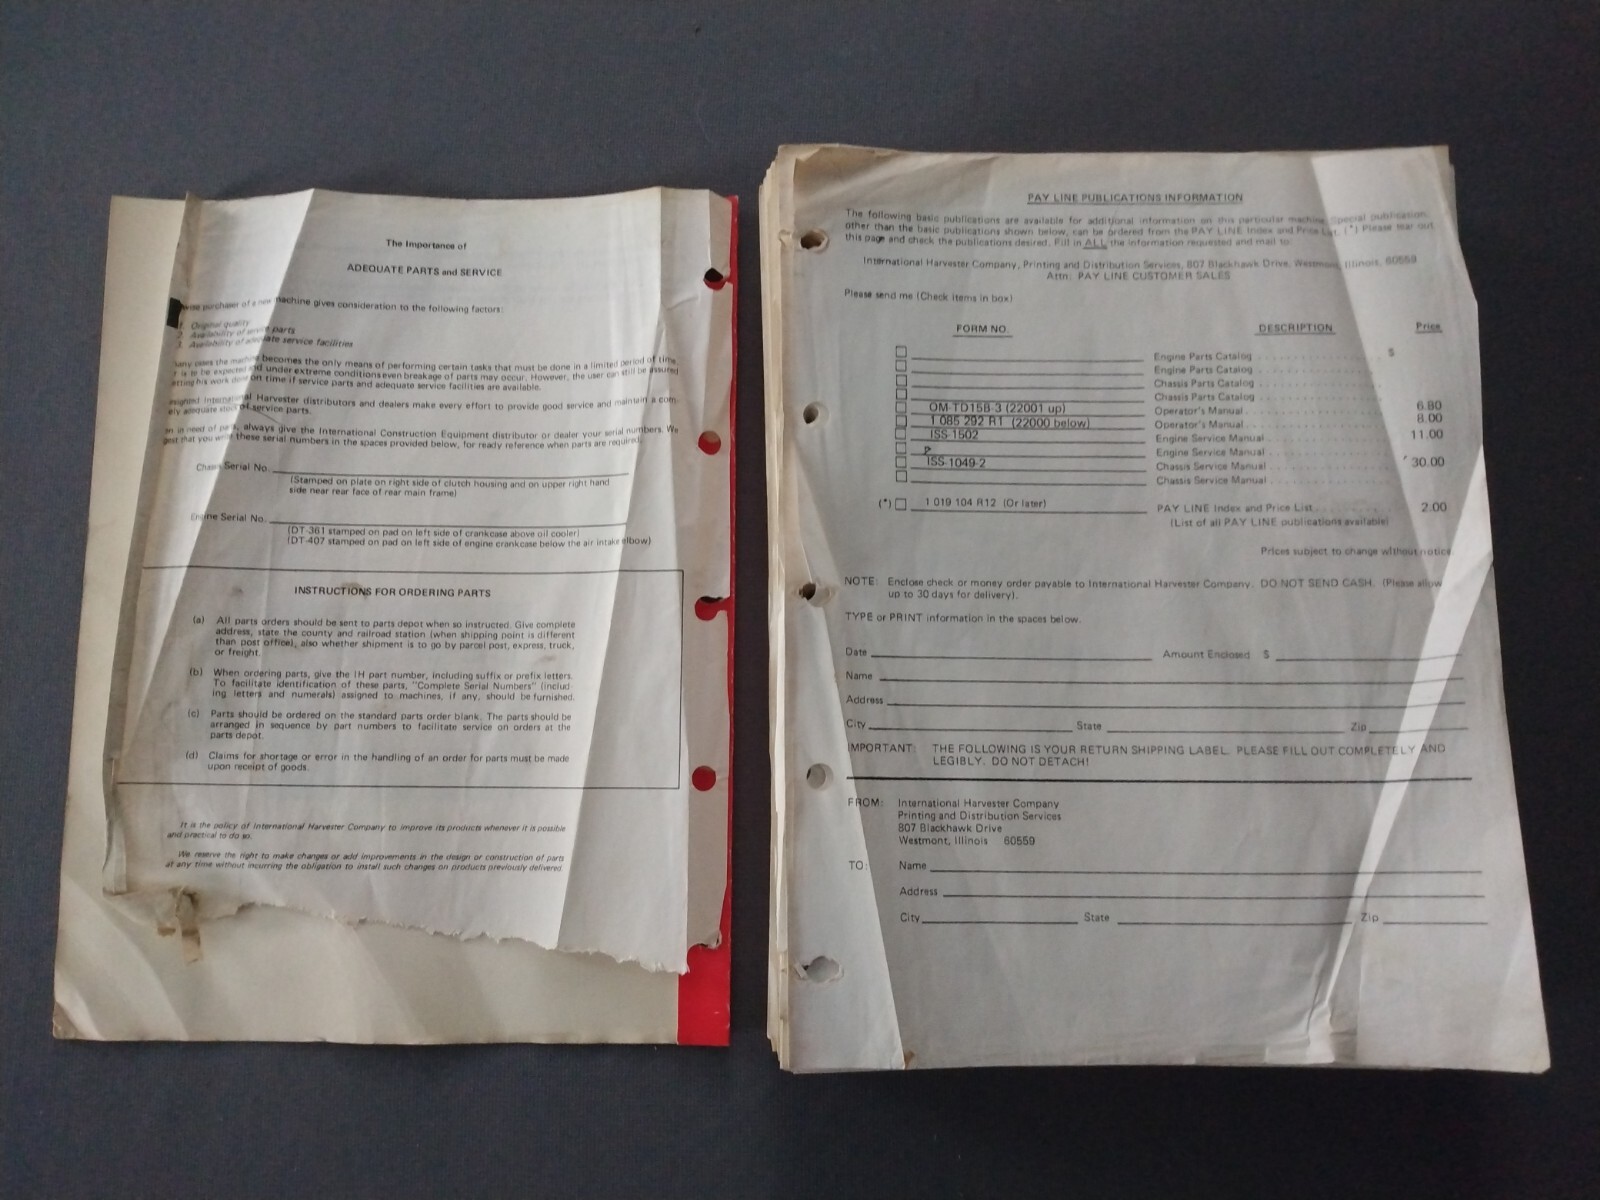 The Importance of
ADEQUATE PARTS and SERVICE
purchaser of a new machine gives consideration to the following factors:
1. Original quality
2. Availability of service parts
3. Availability of adequate service facilities
many cases the machine becomes the only means of performing certain tasks that must be done in a limited period of time.
it is to be expected and under extreme conditions even breakage of parts may occur. However, the user can still be assured
getting his work done on time if service parts and adequate service facilities are available.
International Harvester distributors and dealers make every effort to provide good service and maintain a com-
adequate stock of service parts.
in need of parts, always give the International Construction Equipment distributor or dealer your serial numbers. We
that you write these serial numbers in the spaces provided below, for ready reference when parts are required.
Chassis Serial No.
(Stamped on plate on right side of clutch housing and on upper right hand
side near rear face of rear main frame)
Engine Serial No.
(DT-361 stamped on pad on left side of crankcase above oil cooler)
(DT-407 stamped on pad on left side of engine crankcase below the air intake elbow)
INSTRUCTIONS FOR ORDERING PARTS
(a) All parts orders should be sent to parts depot when so instructed. Give complete
address, state the county and railroad station (when shipping point is different
than post office), also whether shipment is to go by parcel post, express, truck,
or freight.
(b) When ordering parts, give the IH part number, including suffix or prefix letters.
To facilitate identification of these parts, "Complete Serial Numbers" (includ
ing letters and numerals) assigned to machines, if any, should be furnished.
(c) Parts should be ordered on the standard parts order blank. The parts should be
arranged in sequence by part numbers to facilitate service on orders at the
parts depot.
(d) Claims for shortage or error in the handling of an order for parts must be made
upon receipt of goods.
It is the policy of International Harvester Company to improve its products whenever it is possible
and practical to do so.
We reserve the right to make changes or add improvements in the design or construction of parts
at any time without incurring the obligation to install such changes on products previously delivered.
PAY LINE PUBLICATIONS INFORMATION
The following basic publications are available for additional information on this particular machine. Special publication,
other than the basic publications shown below, can be ordered from the PAY LINE Index and Price List. (*) Please tear out
this page and check the publications desired. Fill in ALL the information requested and mail to:
International Harvester Company, Printing and Distribution Services, 807 Blackhawk Drive, Westmont, Illinois, 60559
Attn: PAY LINE CUSTOMER SALES
Please send me (Check items in box)
FORM NO. DESCRIPTION Price
Engine Parts Catalog . . . . . . . . . . . . $
Engine Parts Catalog . . . . . . . . . . . .
Chassis Parts Catalog . . . . . . . . . . . .
Chassis Parts Catalog . . . . . . . . . . . .
OM-TD15B-3 (22001 up) Operator's Manual . . . . . . . . . . . . 6.80
1 085 292 R1 (22000 below) Operator's Manual . . . . . . . . . . . . 8.00
ISS-1502 Engine Service Manual . . . . . . . . . . . . 11.00
Engine Service Manual . . . . . . . . . . . .
ISS-1049-2 Chassis Service Manual . . . . . . . . . . . . 30.00
Chassis Service Manual . . . . . . . . . . . .
(*) 1 019 104 R12 (Or later) PAY LINE Index and Price List . . . . . . . . 2.00
(List of all PAY LINE publications available)
Prices subject to change without notice.
NOTE: Enclose check or money order payable to International Harvester Company. DO NOT SEND CASH. (Please allow
up to 30 days for delivery).
TYPE or PRINT information in the spaces below.
Date Amount Enclosed $
Name
Address
City State Zip
IMPORTANT: THE FOLLOWING IS YOUR RETURN SHIPPING LABEL. PLEASE FILL OUT COMPLETELY AND
LEGIBLY. DO NOT DETACH!
FROM: International Harvester Company
Printing and Distribution Services
807 Blackhawk Drive
Westmont, Illinois 60559
TO: Name
Address
City State Zip